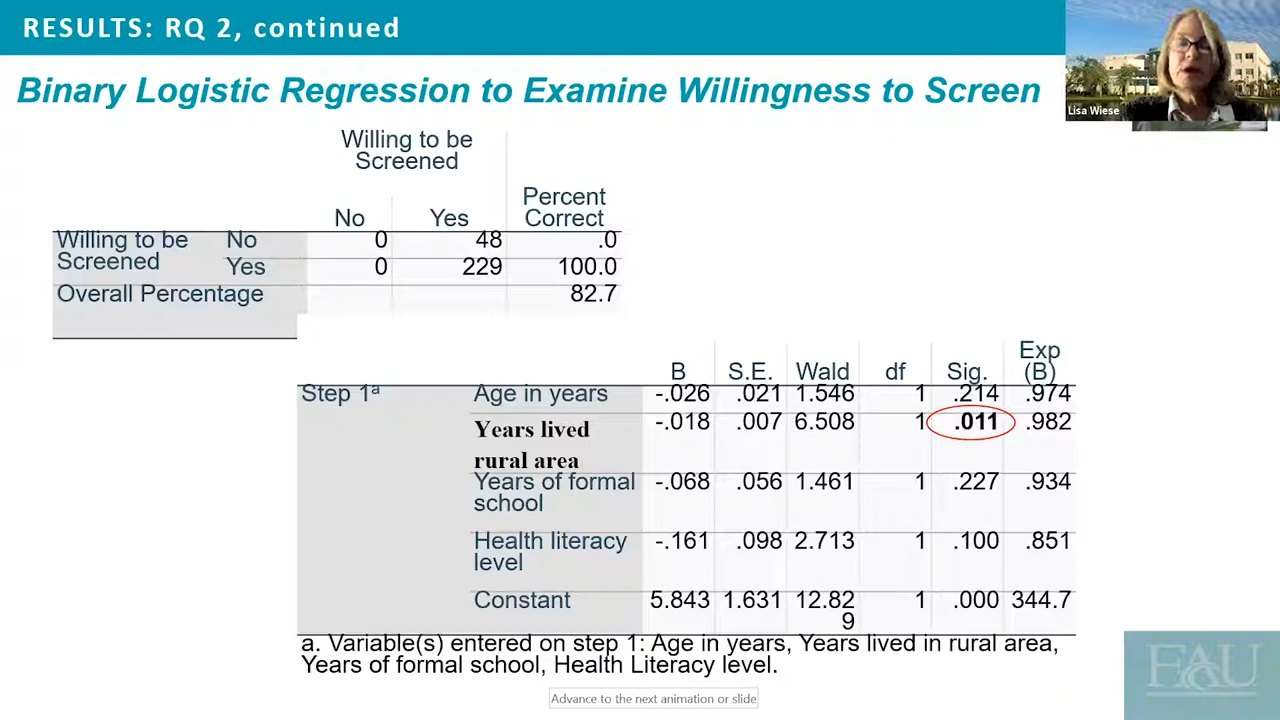 RESULTS: RQ 2, continued
Lisa Wiese
Binary Logistic Regression to Examine Willingness to Screen
Willing to be
Screened
Percent
Correct
No Yes
Willing to be No 0 48 .0
Screened Yes 0 229 100.0
Overall Percentage 82.7
Exp
B S.E. Wald df Sig. (B)
Step 1a Age in years -.026 .021 1.546 1 .214 .974
Years lived -.018 .007 6.508 1 .011 .982
rural area
Years of formal -.068 .056 1.461 1 .227 .934
school
Health literacy -.161 .098 2.713 1 .100 .851
level
Constant 5.843 1.631 12.82 1 .000 344.7
9
a. Variable(s) entered on step 1: Age in years, Years lived in rural area,
Years of formal school, Health Literacy level.
Advance to the next animation or slide
FAU